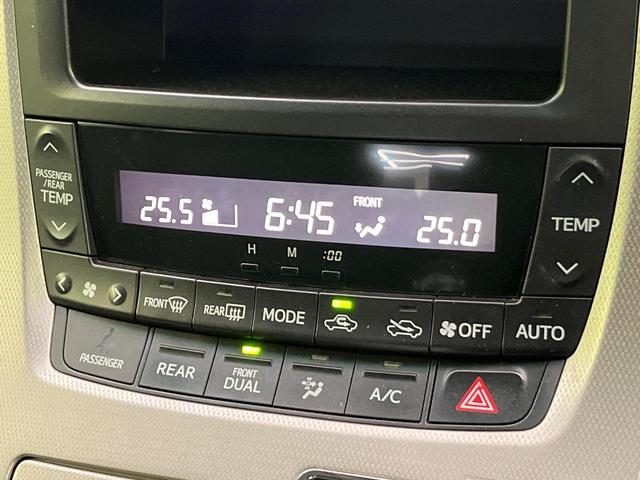 PASSENGER
/REAR
TEMP
25.5
6:45
FRONT
25.0
TEMP
H M :00
FRONT
REAR
MODE
OFF
AUTO
PASSENGER
REAR
FRONT
DUAL
A/C